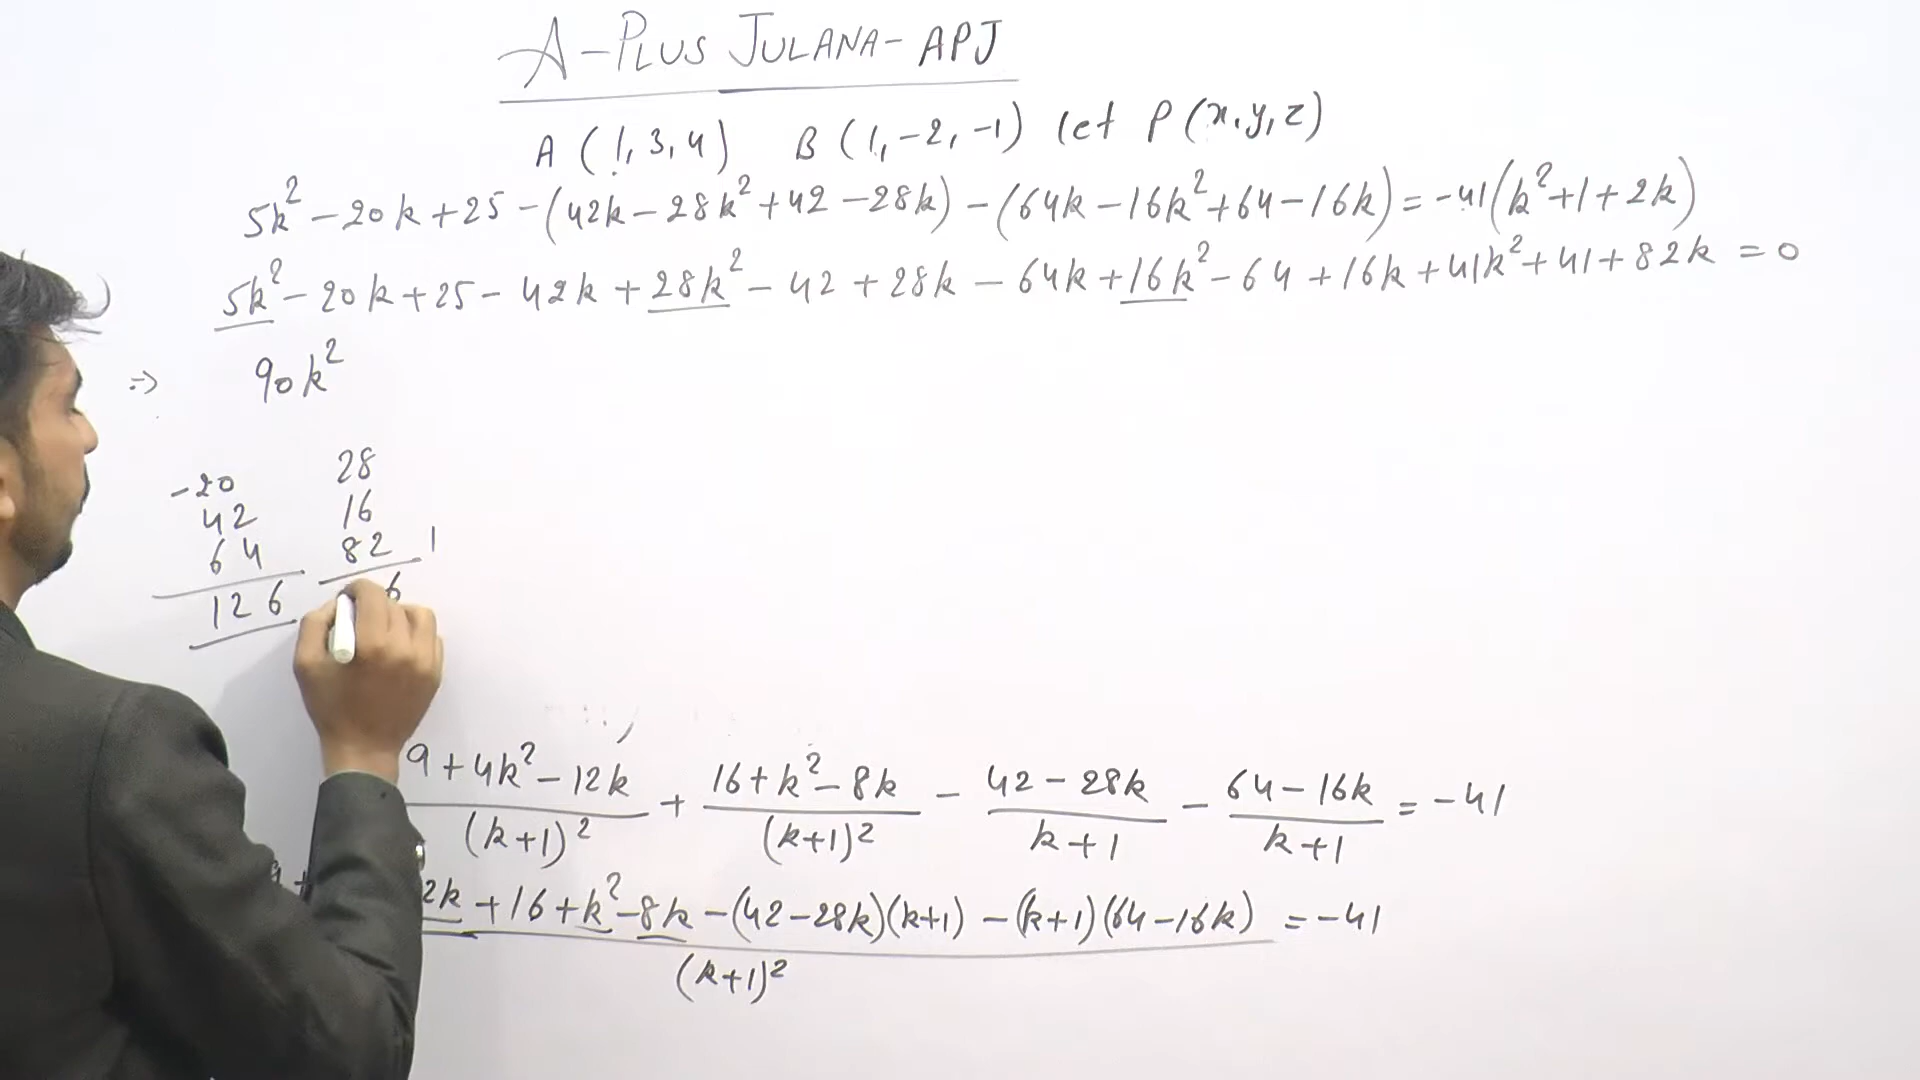 A-PLUS JULANA-APJ
A (1,3,4) B (1,-2,-1) let P (x,y,z)
5k²-20k+25-(42k-28k²+42-28k)-(64k-16k²+64-16k)=-41(k²+1+2k)
5k²-20k+25-42k+28k²-42+28k-64k+16k²-64+16k+41k²+41+82k=0
=> 90k²
-20 28
42 16
64 82 1
126 6
9+4k²-12k/(k+1)² + 16+k²-8k/(k+1)² - 42-28k/k+1 - 64-16k/k+1 = -41
2k+16+k²-8k-(42-28k)(k+1)-(k+1)(64-16k) = -41
(k+1)²